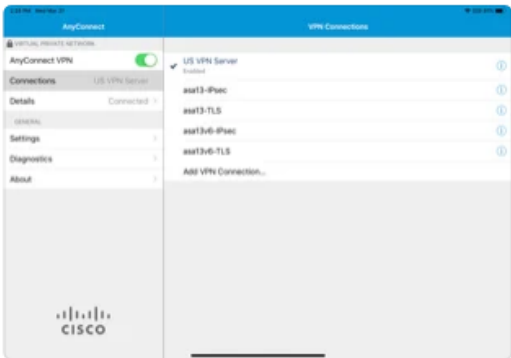 AnyConnect
VPN Connections
VIRTUAL PRIVATE NETWORK
AnyConnect VPN
Connections US VPN Server
Details Connected
GENERAL
Settings
Diagnostics
About
CISCO
US VPN Server
Enabled
asa13-IPsec
asa13-TLS
asa13v6-IPsec
asa13v6-TLS
Add VPN Connection...